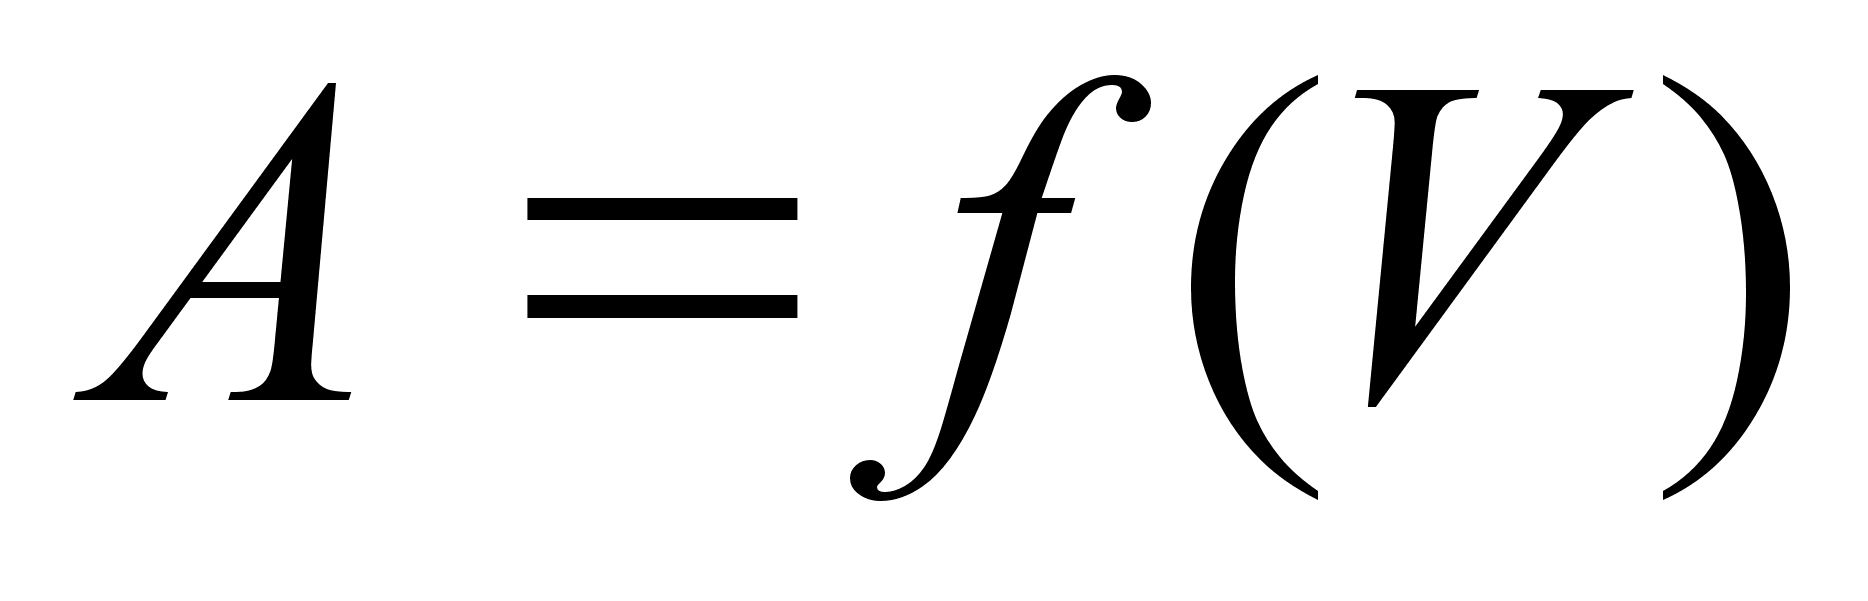 A = f(V)